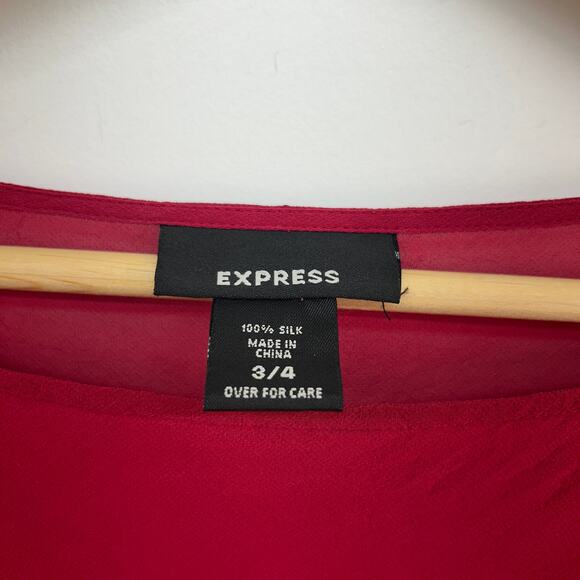 EXPRESS
100% SILK
MADE IN
CHINA
3/4
OVER FOR CARE